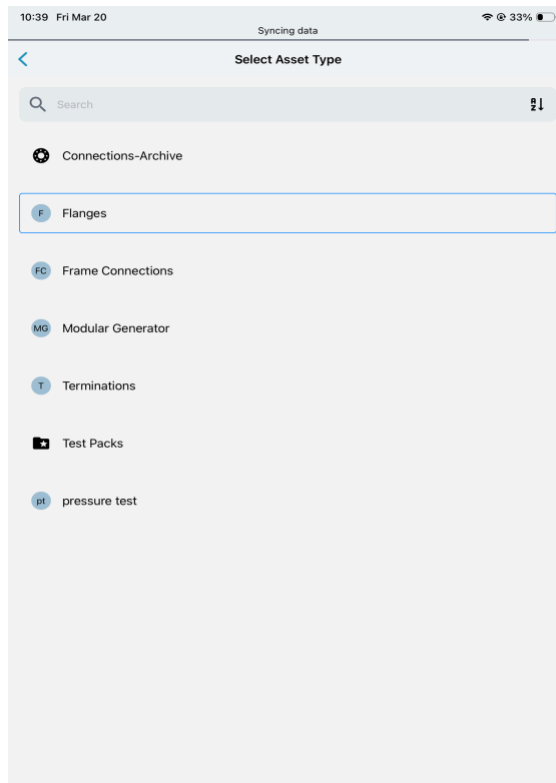 10:39 Fri Mar 20
33%
Syncing data
Select Asset Type
Search
A
Z
Connections-Archive
F
Flanges
FC
Frame Connections
MG
Modular Generator
T
Terminations
Test Packs
pt
pressure test